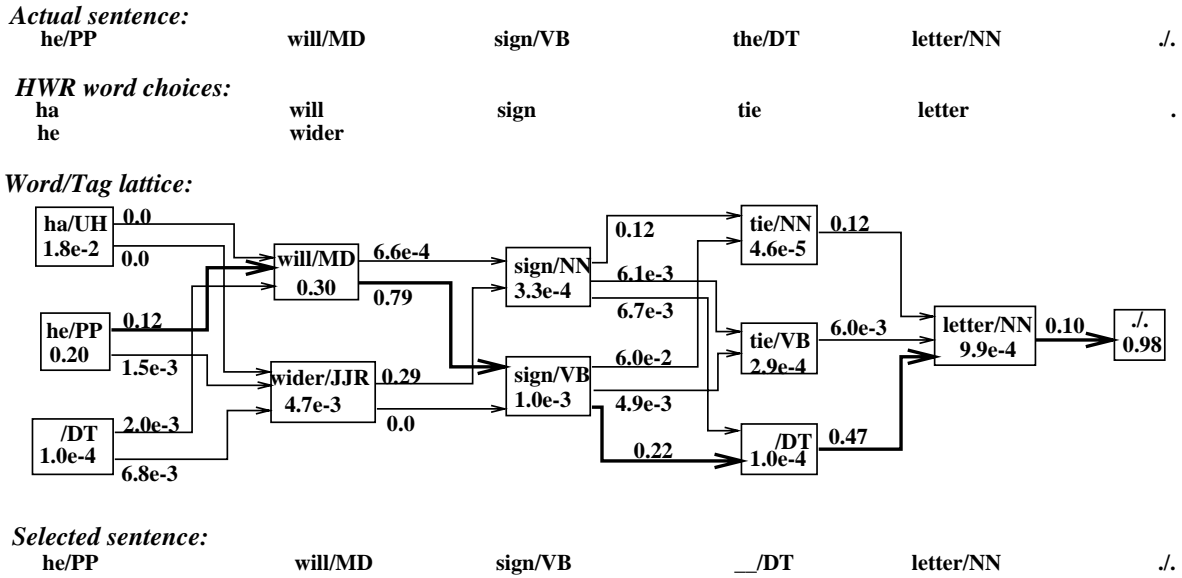 Actual sentence:
he/PP will/MD sign/VB the/DT letter/NN ./.
HWR word choices:
ha will sign tie letter .
he wider
Word/Tag lattice:
ha/UH 0.0
1.8e-2
0.0
will/MD 6.6e-4
0.30
0.79
sign/NN 0.12
3.3e-4 6.1e-3
6.7e-3
tie/NN 0.12
4.6e-5
he/PP 0.12
0.20
1.5e-3
wider/JJR 0.29
4.7e-3
0.0
sign/VB 6.0e-2
1.0e-3
4.9e-3
0.22
tie/VB 6.0e-3
2.9e-4
letter/NN 0.10
9.9e-4
./.
0.98
/DT 2.0e-3
1.0e-4
6.8e-3
/DT 0.47
1.0e-4
Selected sentence:
he/PP will/MD sign/VB __/DT letter/NN ./.